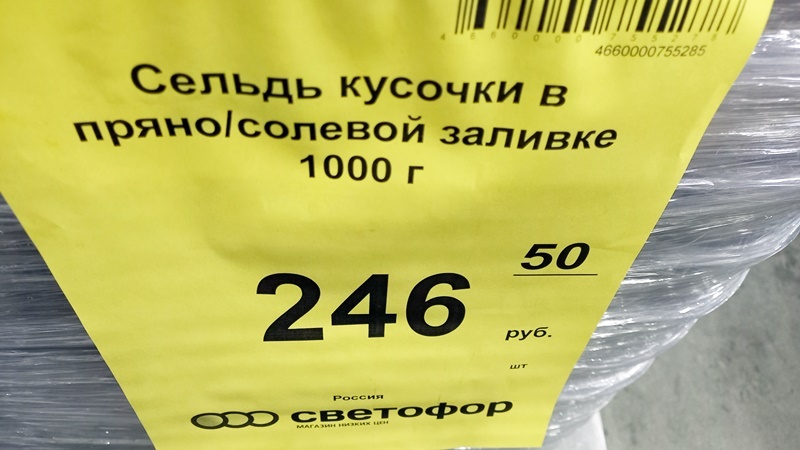 4660000755285
Сельдь кусочки в
пряно/солевой заливке
1000 г
246 50
руб.
шт
Россия
светофор
МАГАЗИН НИЗКИХ ЦЕН